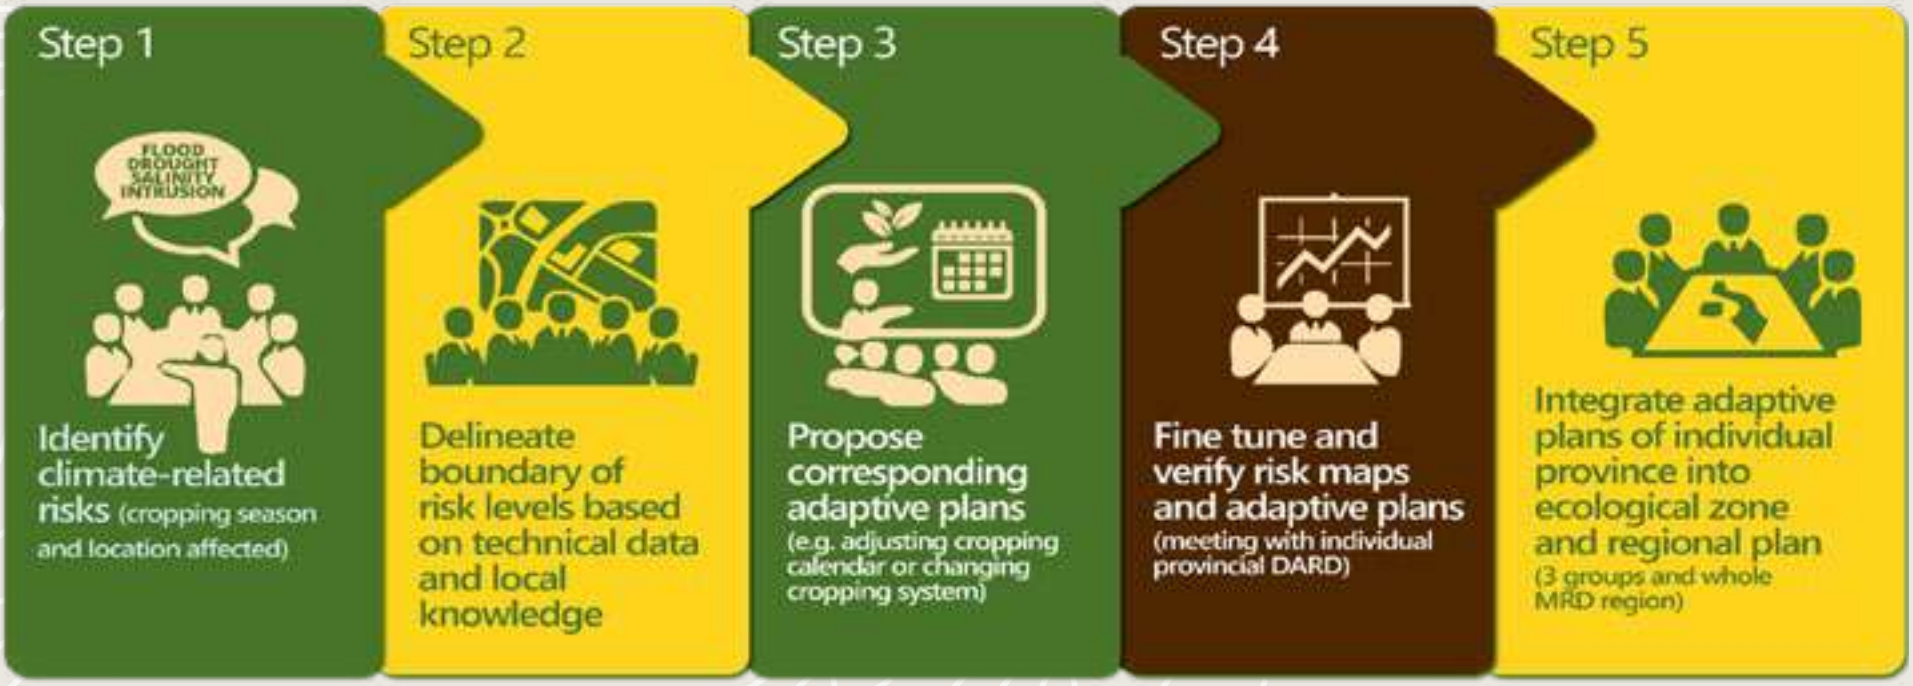 Step 1
FLOOD
DROUGHT
SALINITY
INTRUSION
Identify
climate-related
risks (cropping season
and location affected)
Step 2
Delineate
boundary of
risk levels based
on technical data
and local
knowledge
Step 3
Propose
corresponding
adaptive plans
(e.g. adjusting cropping
calendar or changing
cropping system)
Step 4
Fine tune and
verify risk maps
and adaptive plans
(meeting with individual
provincial DARD)
Step 5
Integrate adaptive
plans of individual
province into
ecological zone
and regional plan
(3 groups and whole
MRD region)